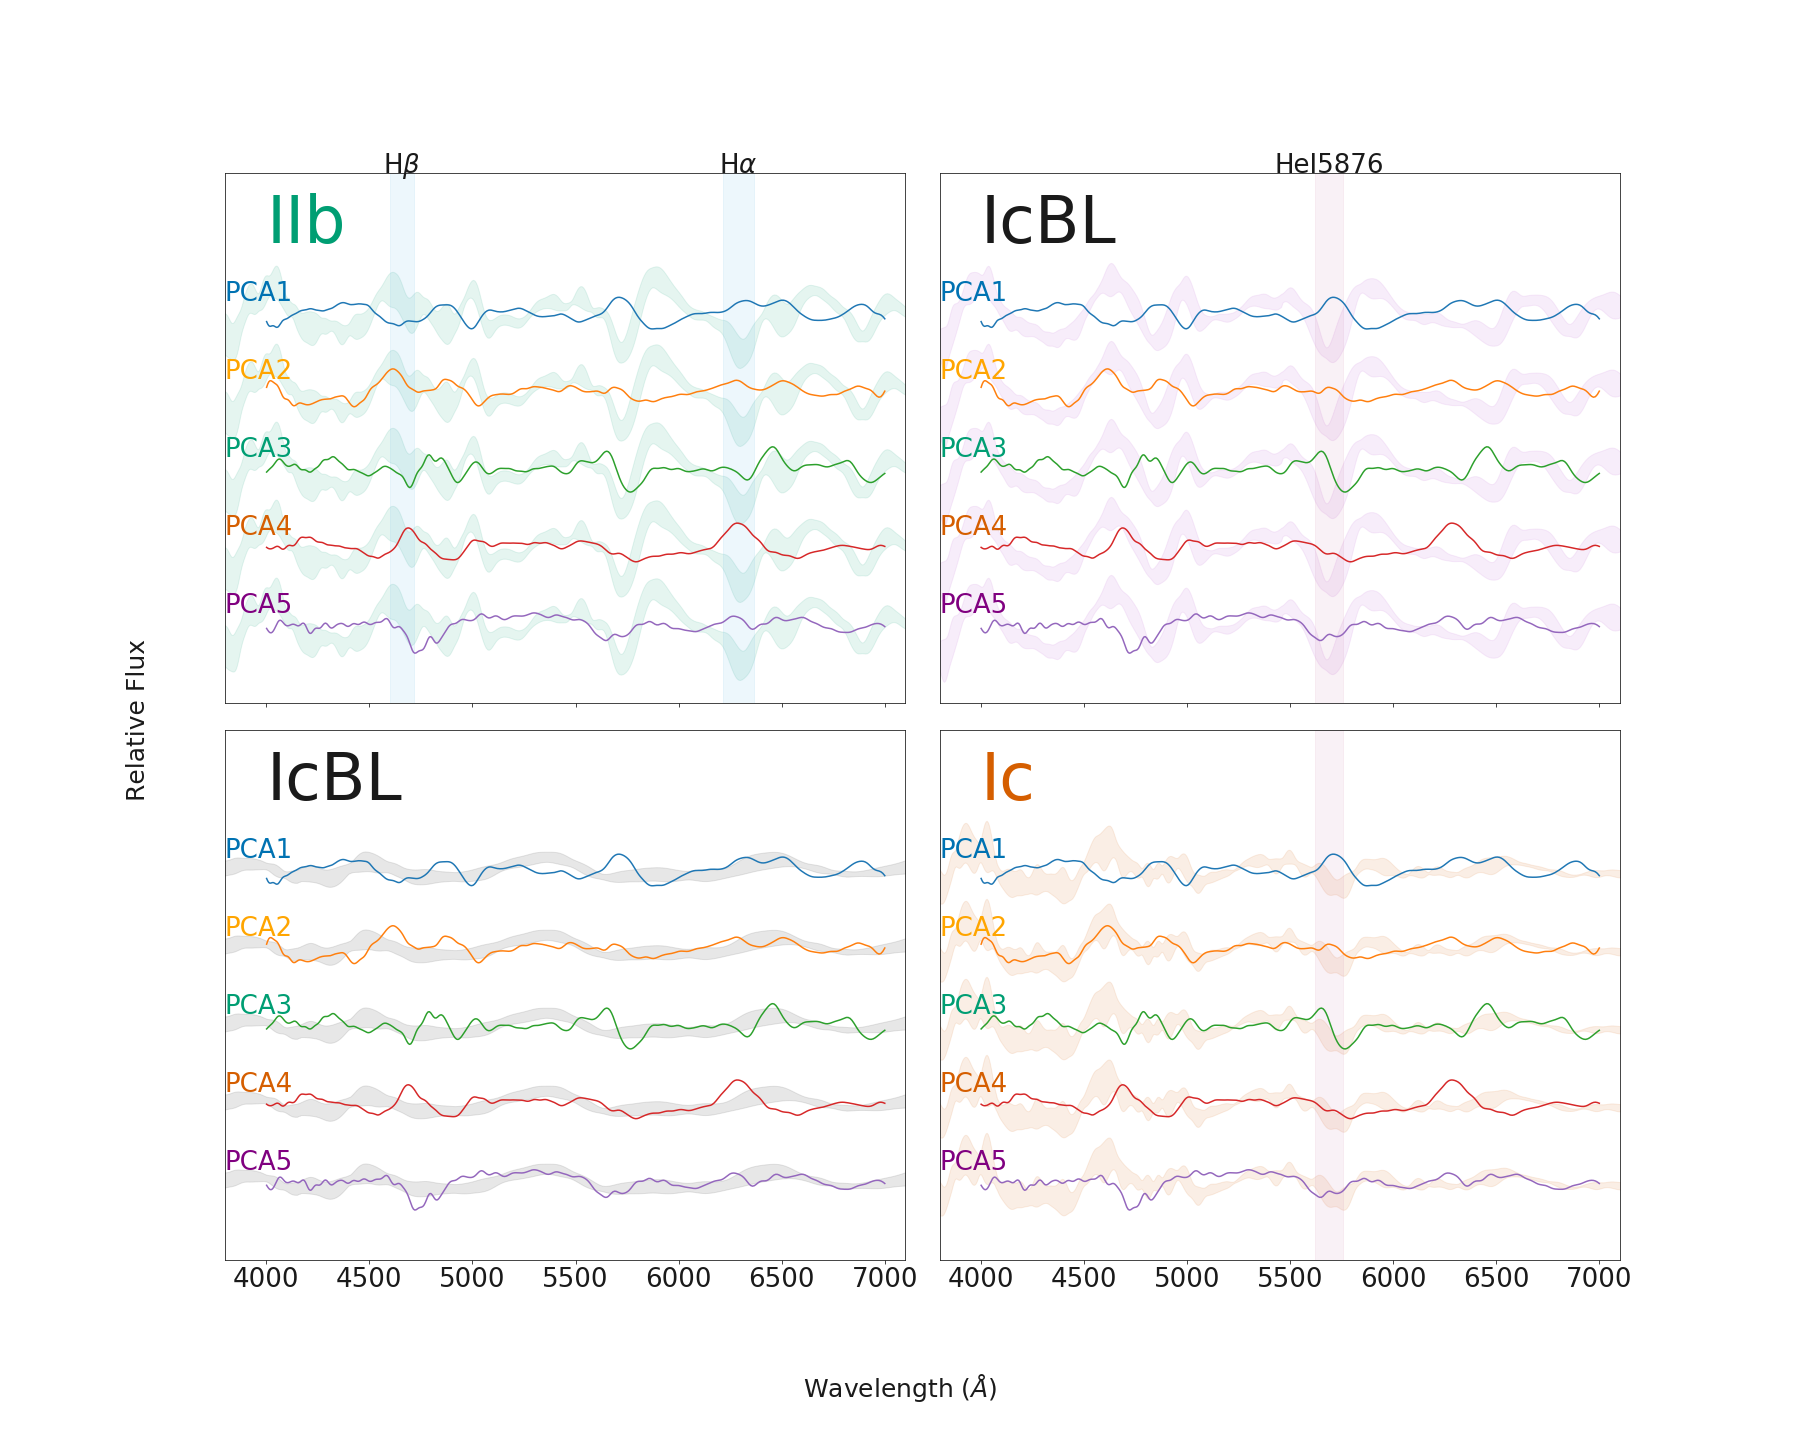 Hβ Hα HeI5876
IIb IcBL
PCA1 PCA1
PCA2 PCA2
PCA3 PCA3
PCA4 PCA4
PCA5 PCA5
Relative Flux
IcBL Ic
PCA1 PCA1
PCA2 PCA2
PCA3 PCA3
PCA4 PCA4
PCA5 PCA5
4000 4500 5000 5500 6000 6500 7000 4000 4500 5000 5500 6000 6500 7000
Wavelength (Å)